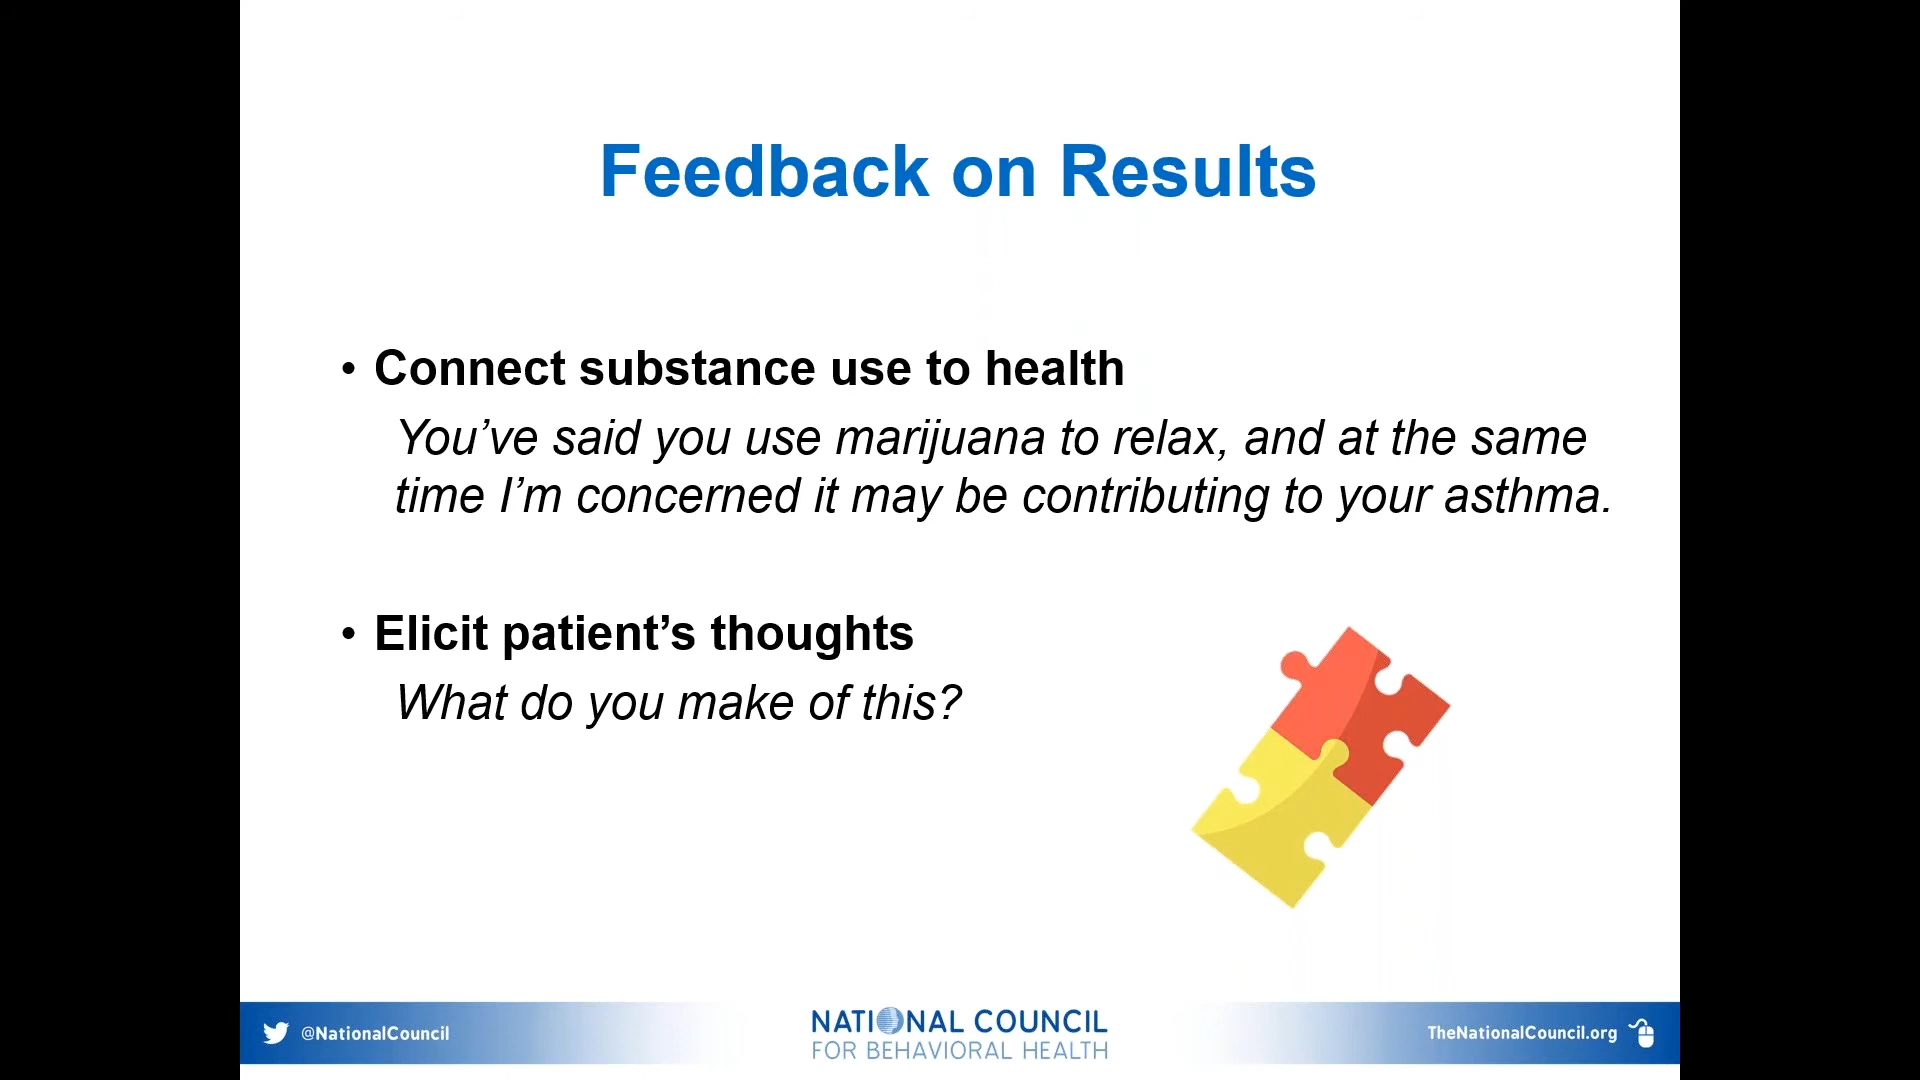 Feedback on Results
• Connect substance use to health
You’ve said you use marijuana to relax, and at the same
time I’m concerned it may be contributing to your asthma.
• Elicit patient’s thoughts
What do you make of this?
@NationalCouncil
NATIONAL COUNCIL
FOR BEHAVIORAL HEALTH
TheNationalCouncil.org